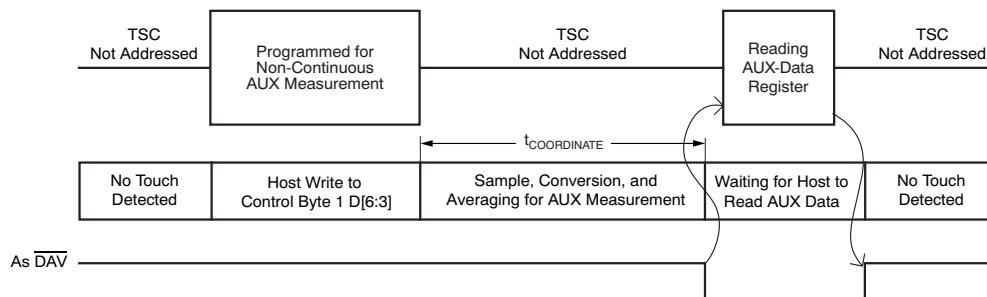 TSC
Not Addressed
Programmed for
Non-Continuous
AUX Measurement
TSC
Not Addressed
Reading
AUX-Data
Register
TSC
Not Addressed
tCOORDINATE
No Touch
Detected
Host Write to
Control Byte 1 D[6:3]
Sample, Conversion, and
Averaging for AUX Measurement
Waiting for Host to
Read AUX Data
No Touch
Detected
As D̅A̅V̅